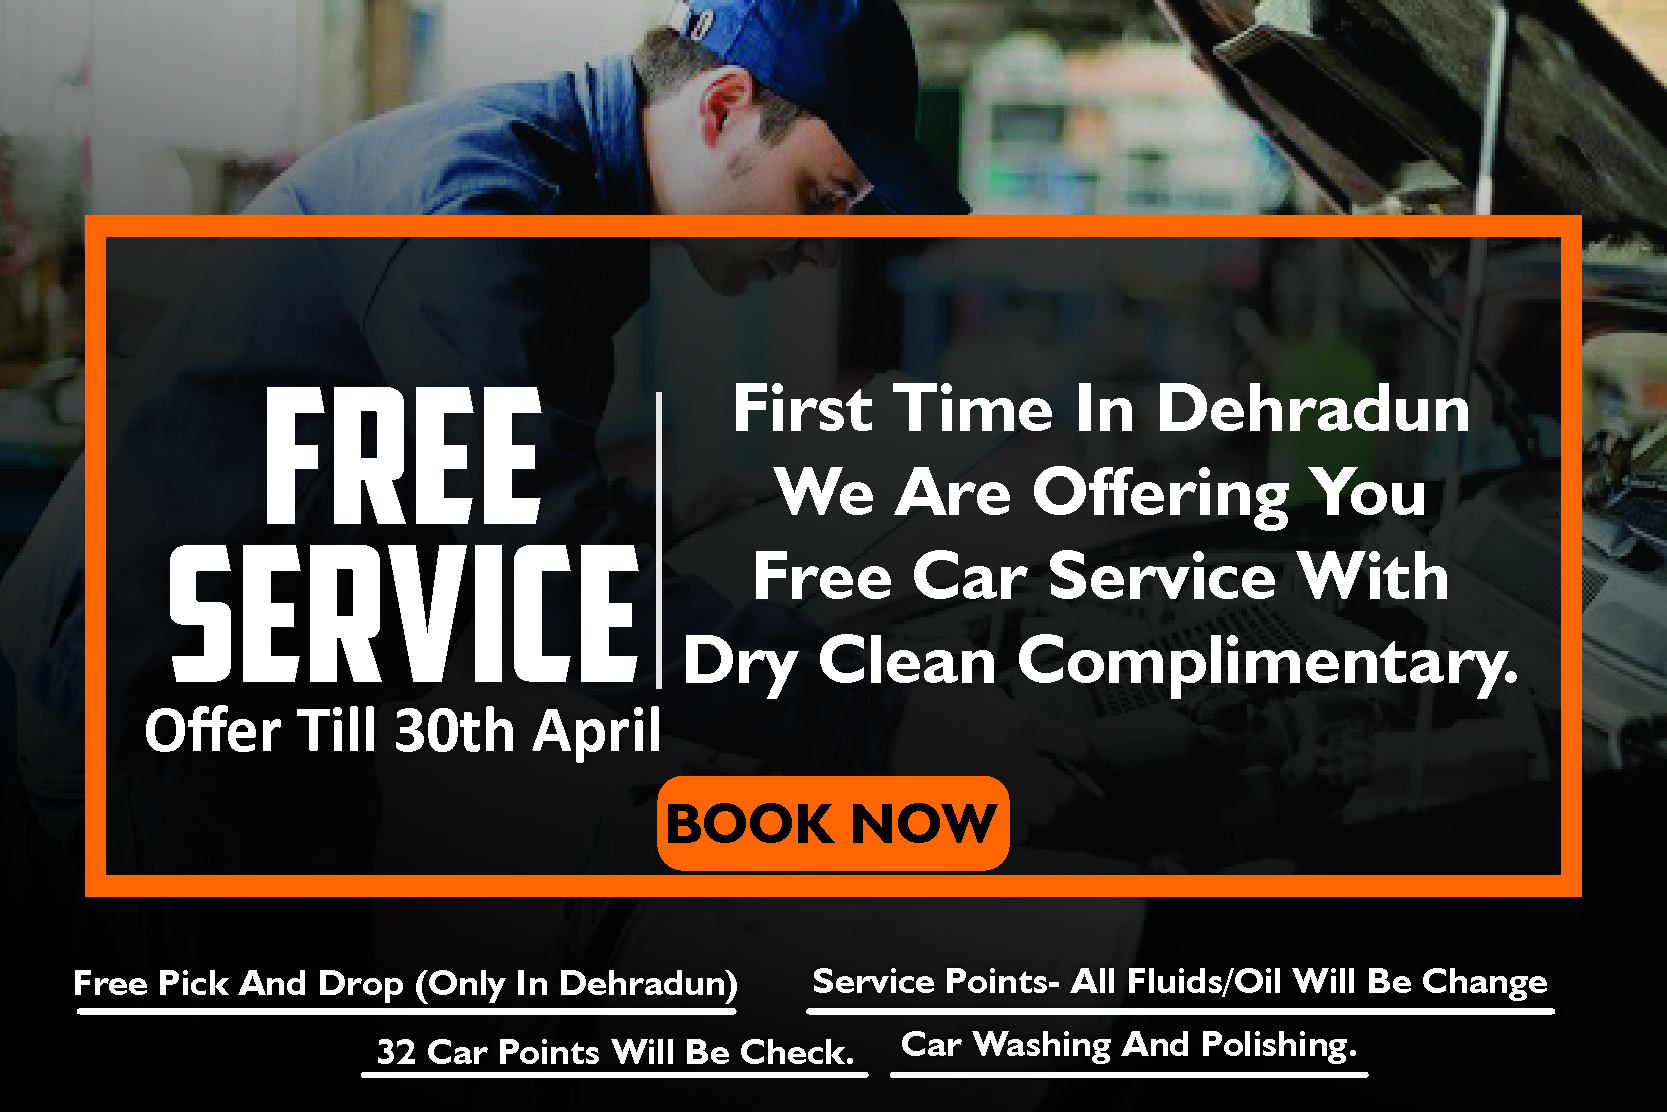 FREE
SERVICE
Offer Till 30th April
First Time In Dehradun
We Are Offering You
Free Car Service With
Dry Clean Complimentary.
BOOK NOW
Free Pick And Drop (Only In Dehradun)
Service Points- All Fluids/Oil Will Be Change
32 Car Points Will Be Check.
Car Washing And Polishing.